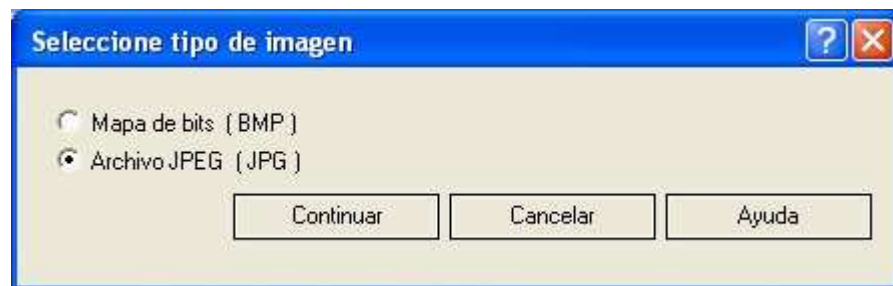 Seleccione tipo de imagen
Mapa de bits ( BMP )
Archivo JPEG ( JPG )
Continuar Cancelar Ayuda